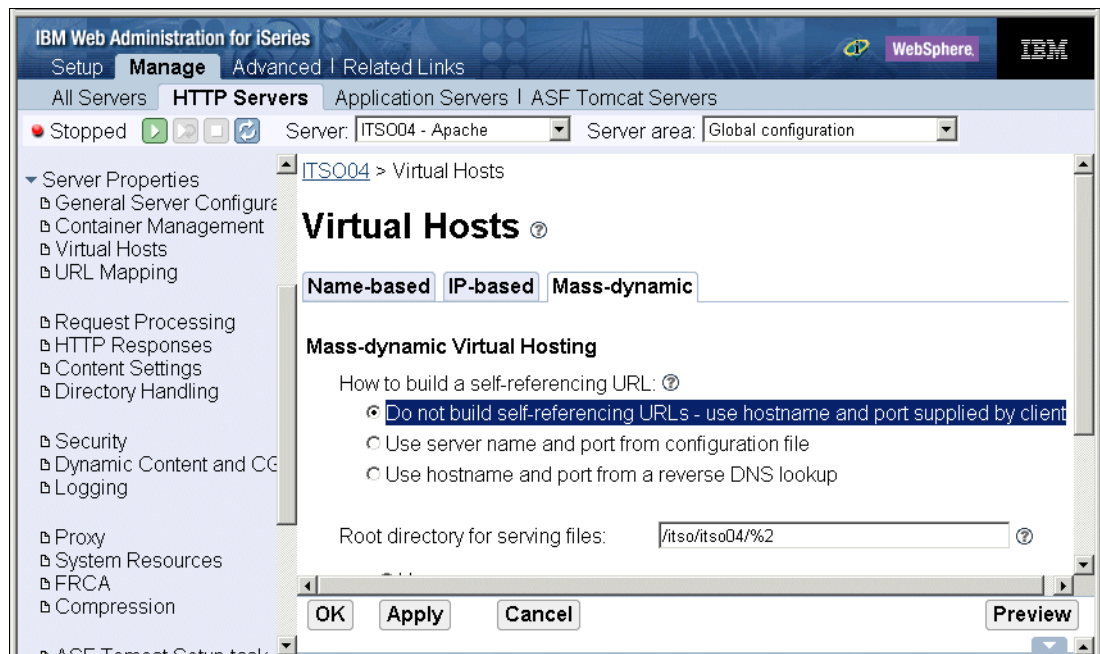 IBM Web Administration for iSeries
Setup Manage Advanced | Related Links
WebSphere. IBM
All Servers HTTP Servers Application Servers | ASF Tomcat Servers
Stopped Server: ITSO04 - Apache Server area: Global configuration
Server Properties
General Server Configura
Container Management
Virtual Hosts
URL Mapping
Request Processing
HTTP Responses
Content Settings
Directory Handling
Security
Dynamic Content and CG
Logging
Proxy
System Resources
FRCA
Compression
ITSO04 > Virtual Hosts
Virtual Hosts ?
Name-based IP-based Mass-dynamic
Mass-dynamic Virtual Hosting
How to build a self-referencing URL: ?
Do not build self-referencing URLs - use hostname and port supplied by client
Use server name and port from configuration file
Use hostname and port from a reverse DNS lookup
Root directory for serving files: /itso/itso04/%2 ?
OK Apply Cancel Preview